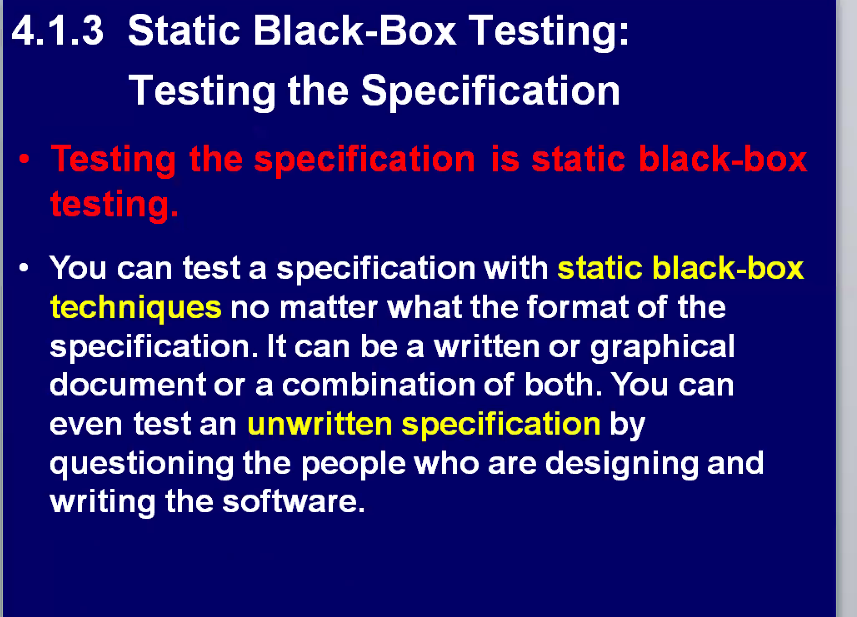 4.1.3 Static Black-Box Testing:
Testing the Specification
• Testing the specification is static black-box
testing.
• You can test a specification with static black-box
techniques no matter what the format of the
specification. It can be a written or graphical
document or a combination of both. You can
even test an unwritten specification by
questioning the people who are designing and
writing the software.